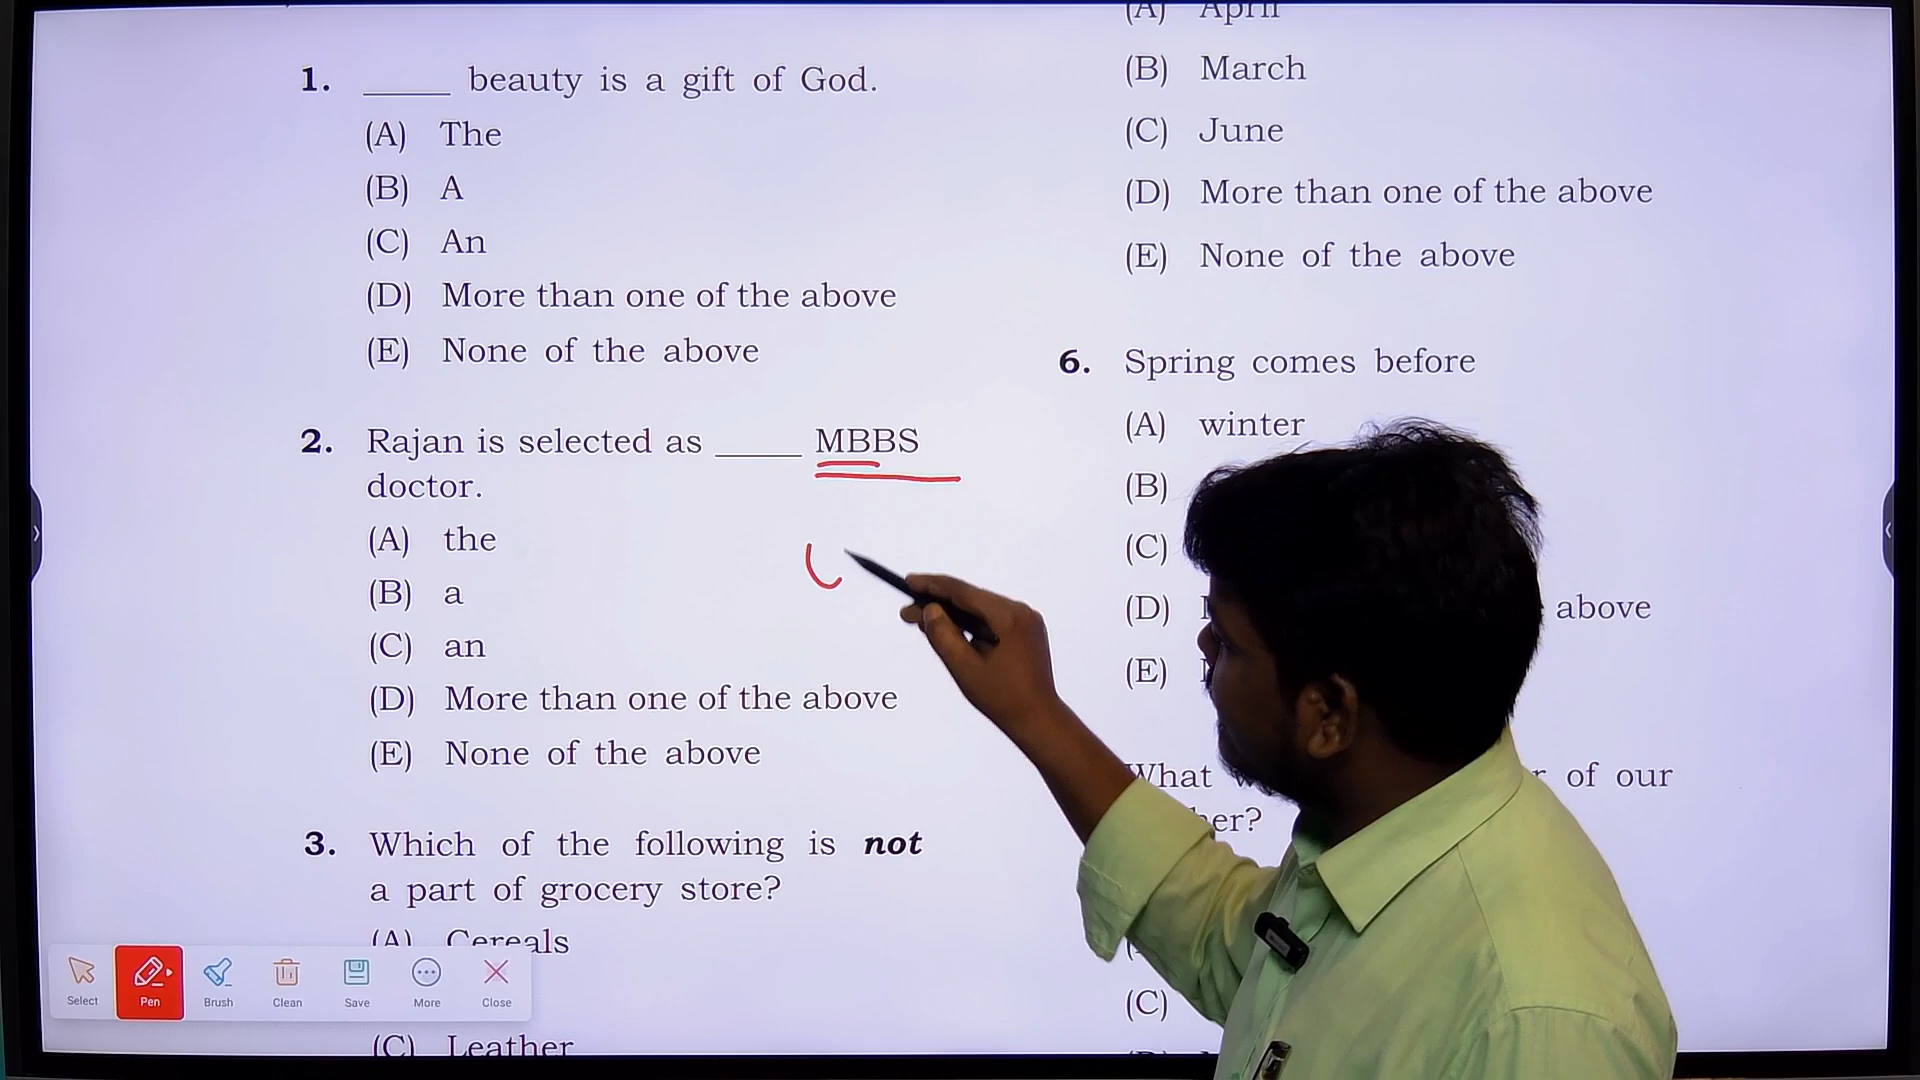 1. _____ beauty is a gift of God.
(A) The
(B) A
(C) An
(D) More than one of the above
(E) None of the above
2. Rajan is selected as _____ MBBS
doctor.
(A) the
(B) a
(C) an
(D) More than one of the above
(E) None of the above
3. Which of the following is not
a part of grocery store?
(A) Cereals
(C) Leather
(A) April
(B) March
(C) June
(D) More than one of the above
(E) None of the above
6. Spring comes before
(A) winter
(B)
(C)
(D) above
(E)
What of our
(C)
Select
Pen
Brush
Clean
Save
More
Close